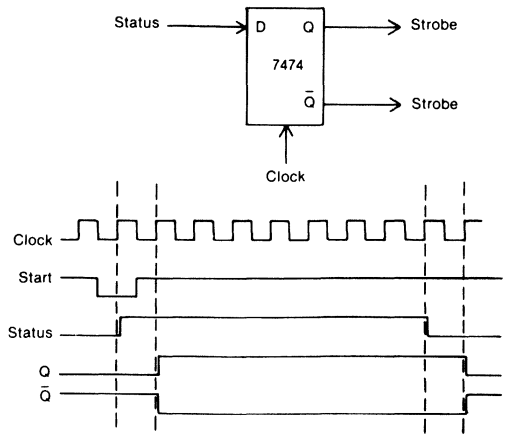 Status D Q Strobe
7474
Q̅ Strobe
Clock
Clock
Start
Status
Q
Q̅